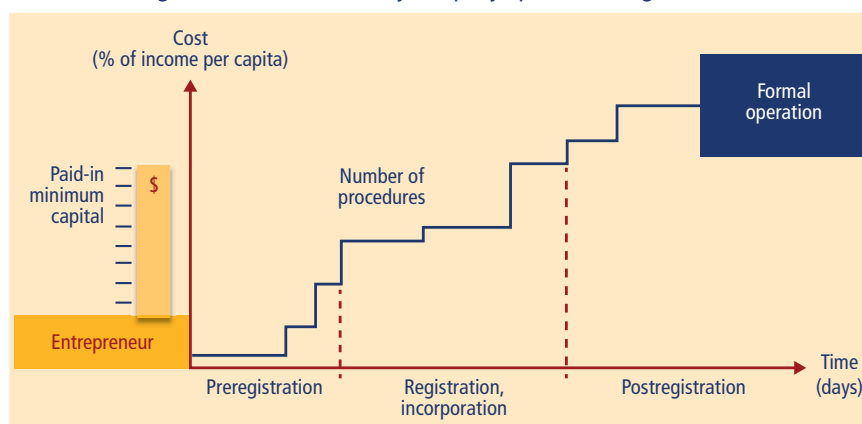 Cost
(% of income per capita)
Formal
operation
Paid-in
minimum
capital
$
Number of
procedures
Entrepreneur
Time
(days)
Preregistration
Registration,
incorporation
Postregistration